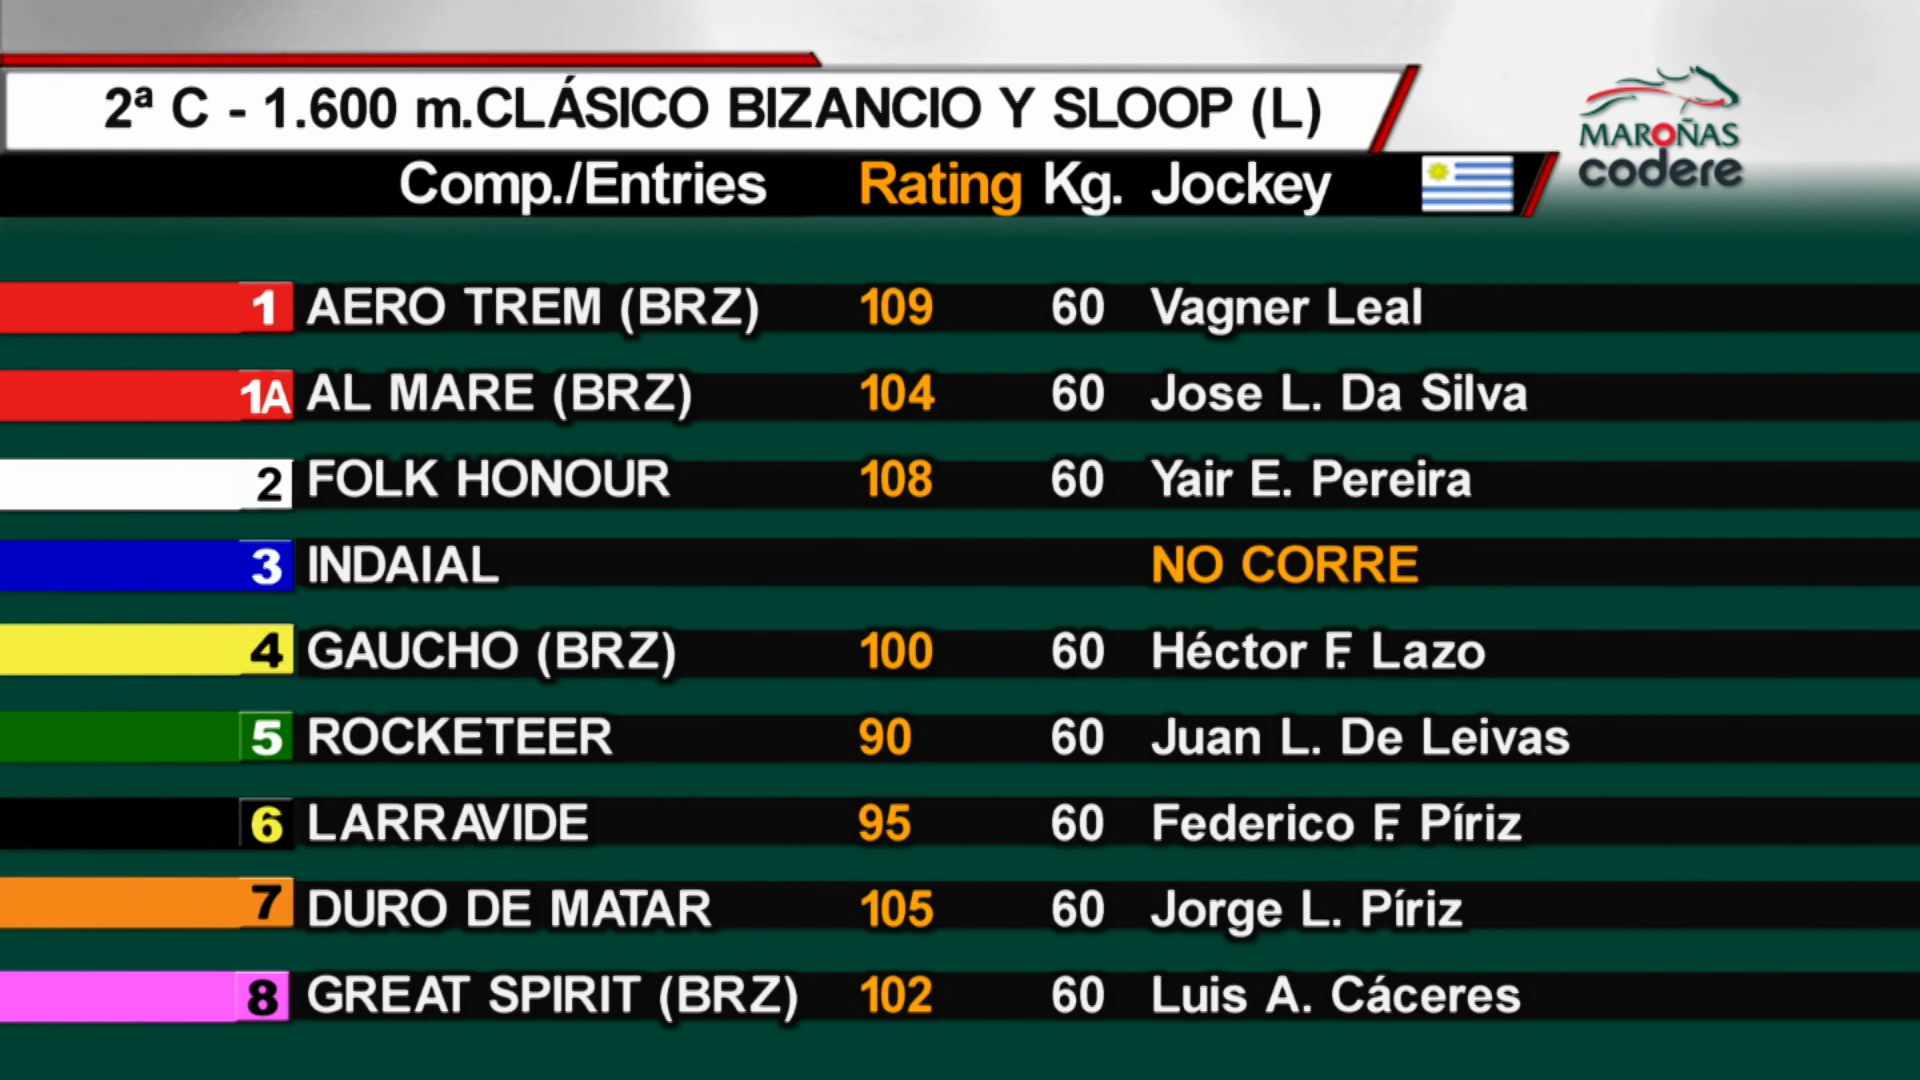 2ª C - 1.600 m.CLÁSICO BIZANCIO Y SLOOP (L)
MAROÑAS
codere
Comp./Entries Rating Kg. Jockey
1 AERO TREM (BRZ) 109 60 Vagner Leal
1A AL MARE (BRZ) 104 60 Jose L. Da Silva
2 FOLK HONOUR 108 60 Yair E. Pereira
3 INDAIAL NO CORRE
4 GAUCHO (BRZ) 100 60 Héctor F. Lazo
5 ROCKETEER 90 60 Juan L. De Leivas
6 LARRAVIDE 95 60 Federico F. Píriz
7 DURO DE MATAR 105 60 Jorge L. Píriz
8 GREAT SPIRIT (BRZ) 102 60 Luis A. Cáceres